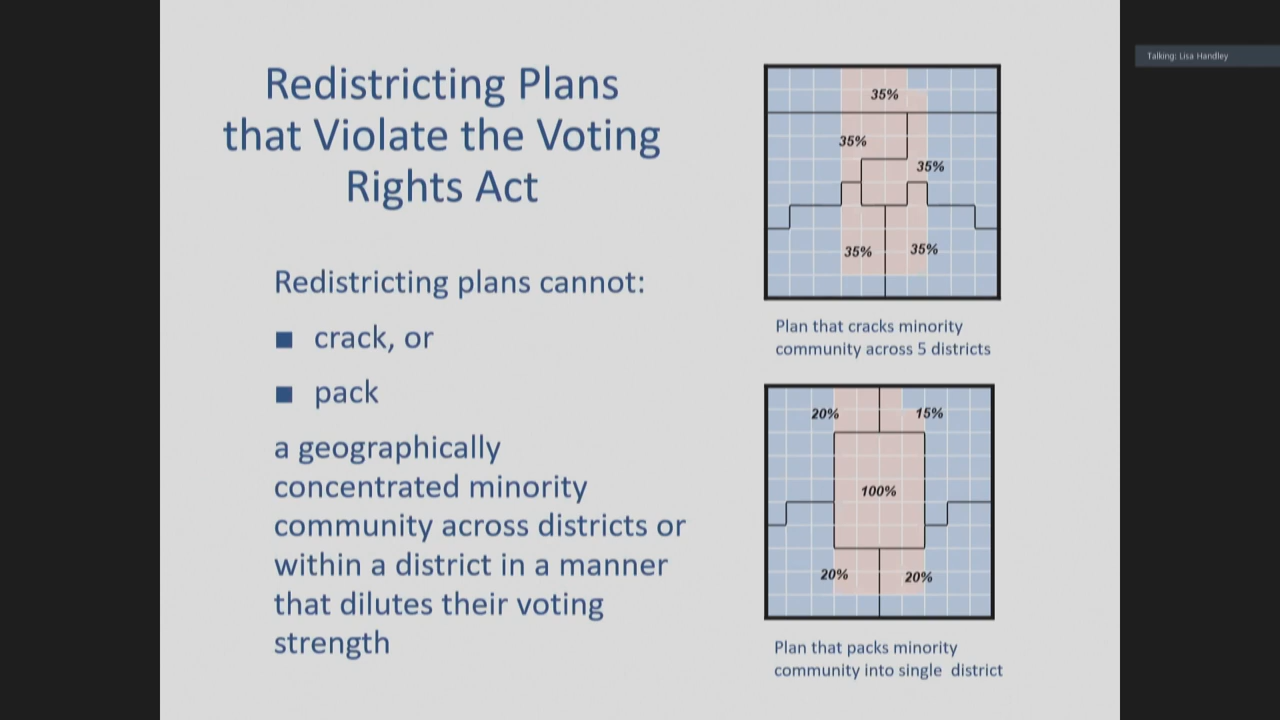 Redistricting Plans
that Violate the Voting
Rights Act
Redistricting plans cannot:
■ crack, or
■ pack
a geographically
concentrated minority
community across districts or
within a district in a manner
that dilutes their voting
strength
35%
35%
35%
35%
35%
Plan that cracks minority
community across 5 districts
20%
15%
100%
20%
20%
Plan that packs minority
community into single district
Talking: Lisa Handley